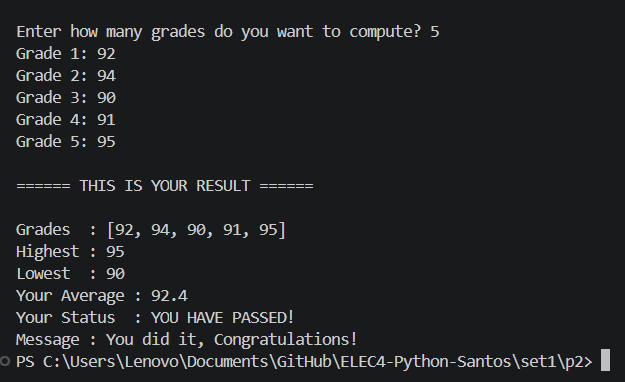 Enter how many grades do you want to compute? 5
Grade 1: 92
Grade 2: 94
Grade 3: 90
Grade 4: 91
Grade 5: 95
====== THIS IS YOUR RESULT ======
Grades  : [92, 94, 90, 91, 95]
Highest : 95
Lowest  : 90
Your Average : 92.4
Your Status  : YOU HAVE PASSED!
Message : You did it, Congratulations!
PS C:\Users\Lenovo\Documents\GitHub\ELEC4-Python-Santos\set1\p2>